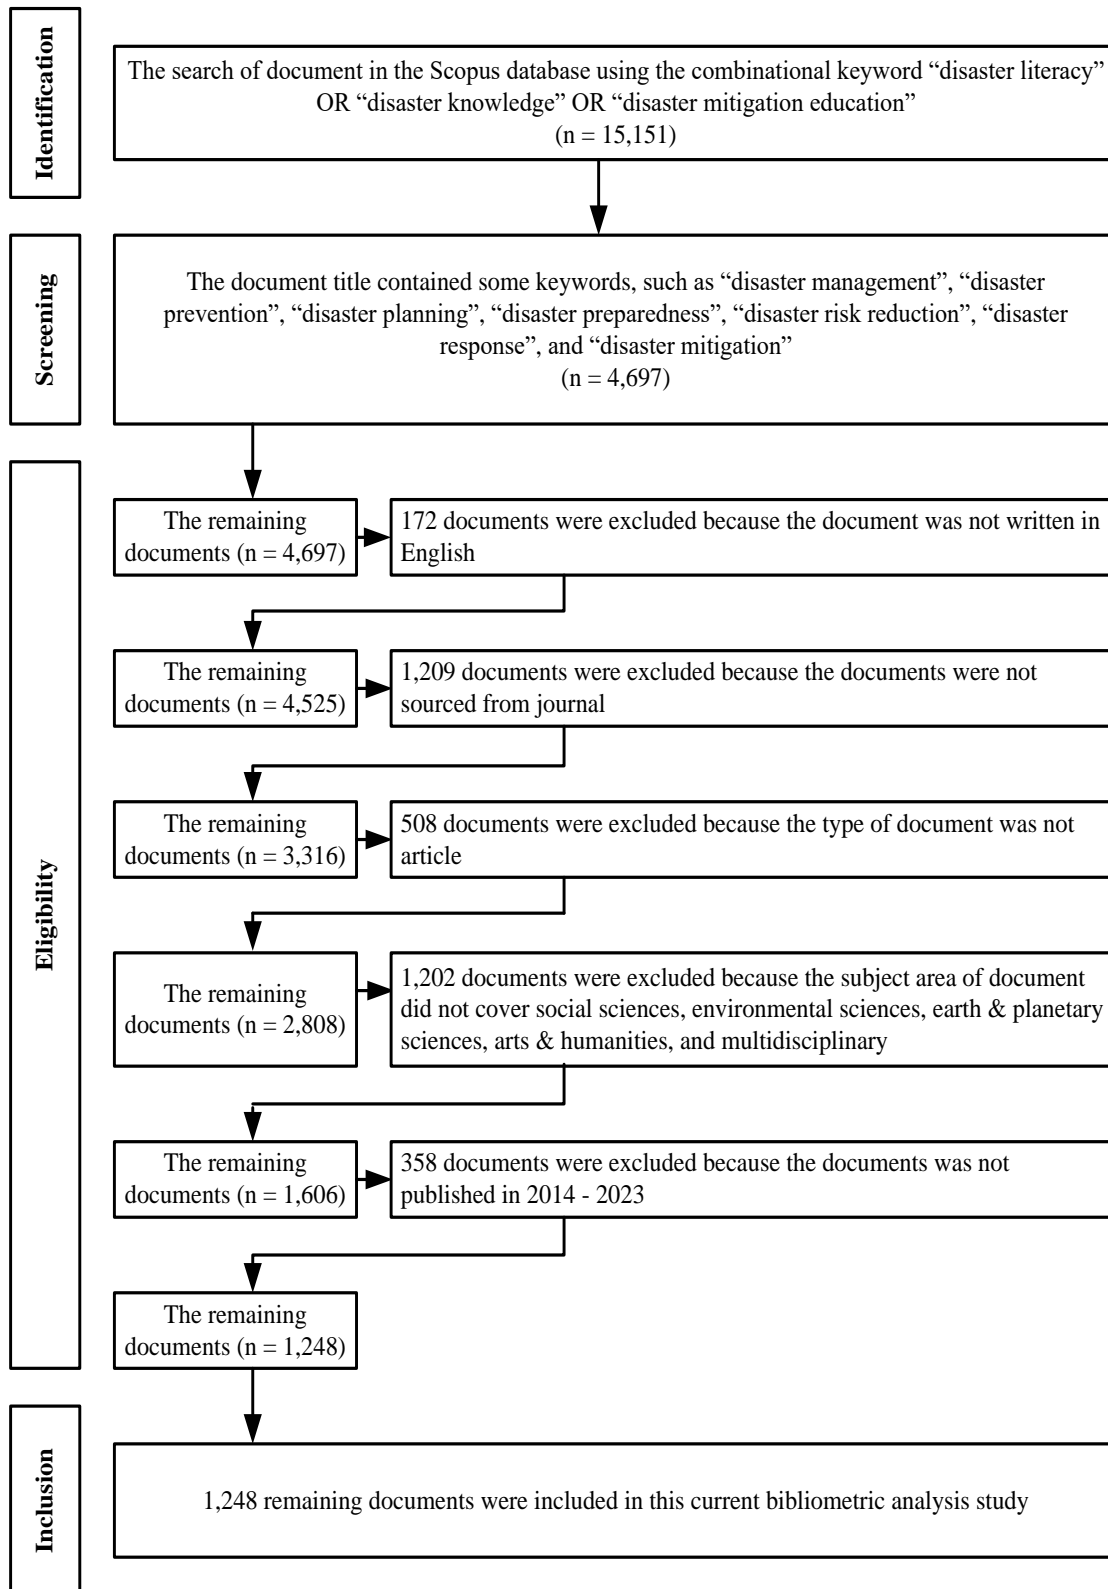 Identification
The search of document in the Scopus database using the combinational keyword “disaster literacy”
OR “disaster knowledge” OR “disaster mitigation education”
(n = 15,151)
Screening
The document title contained some keywords, such as “disaster management”, “disaster
prevention”, “disaster planning”, “disaster preparedness”, “disaster risk reduction”, “disaster
response”, and “disaster mitigation”
(n = 4,697)
Eligibility
The remaining
documents (n = 4,697)
172 documents were excluded because the document was not written in
English
The remaining
documents (n = 4,525)
1,209 documents were excluded because the documents were not
sourced from journal
The remaining
documents (n = 3,316)
508 documents were excluded because the type of document was not
article
The remaining
documents (n = 2,808)
1,202 documents were excluded because the subject area of document
did not cover social sciences, environmental sciences, earth & planetary
sciences, arts & humanities, and multidisciplinary
The remaining
documents (n = 1,606)
358 documents were excluded because the documents was not
published in 2014 - 2023
The remaining
documents (n = 1,248)
Inclusion
1,248 remaining documents were included in this current bibliometric analysis study